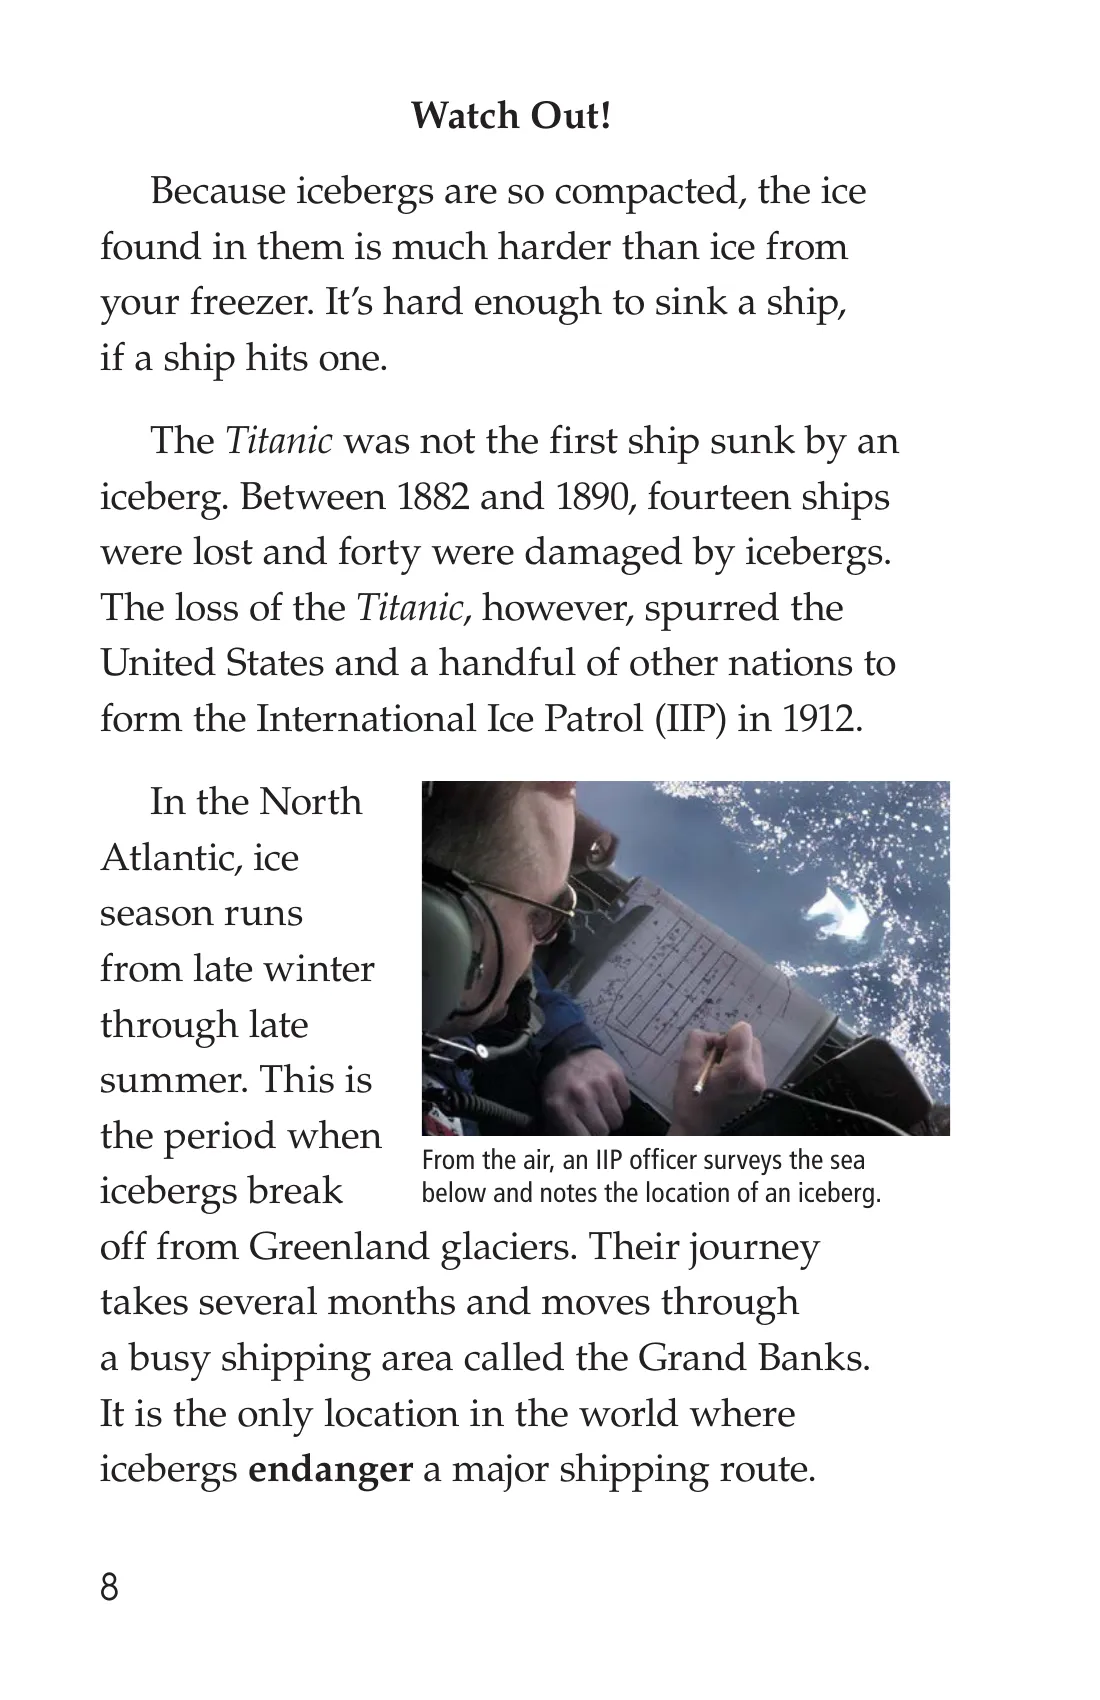 Watch Out!
Because icebergs are so compacted, the ice
found in them is much harder than ice from
your freezer. It’s hard enough to sink a ship,
if a ship hits one.
The Titanic was not the first ship sunk by an
iceberg. Between 1882 and 1890, fourteen ships
were lost and forty were damaged by icebergs.
The loss of the Titanic, however, spurred the
United States and a handful of other nations to
form the International Ice Patrol (IIP) in 1912.
In the North
Atlantic, ice
season runs
from late winter
through late
summer. This is
the period when
icebergs break
off from Greenland glaciers. Their journey
takes several months and moves through
a busy shipping area called the Grand Banks.
It is the only location in the world where
icebergs endanger a major shipping route.
From the air, an IIP officer surveys the sea
below and notes the location of an iceberg.
8